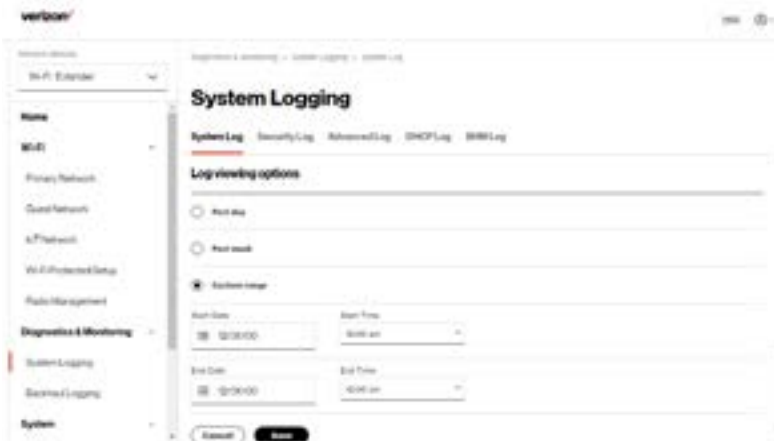 verizon
Wi-Fi Extender
System Logging
Home
System Log Security Log Advanced Log DHCP Log
Wi-Fi
Log viewing options
Primary Network
Past day
Guest Network
IoT Network
Past week
Wi-Fi Protected Setup
Custom range
Radio Management
Start Date
Start Time
Diagnostics & Monitoring
System Logging
End Date
End Time
Backhaul Logging
System
Cancel
Save